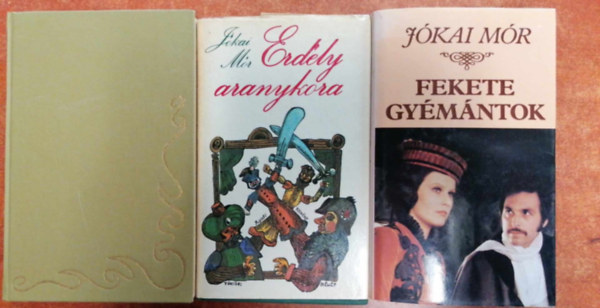 Jókai
Mór
Erdély
aranykora
JÓKAI MÓR
FEKETE
GYÉMÁNTOK